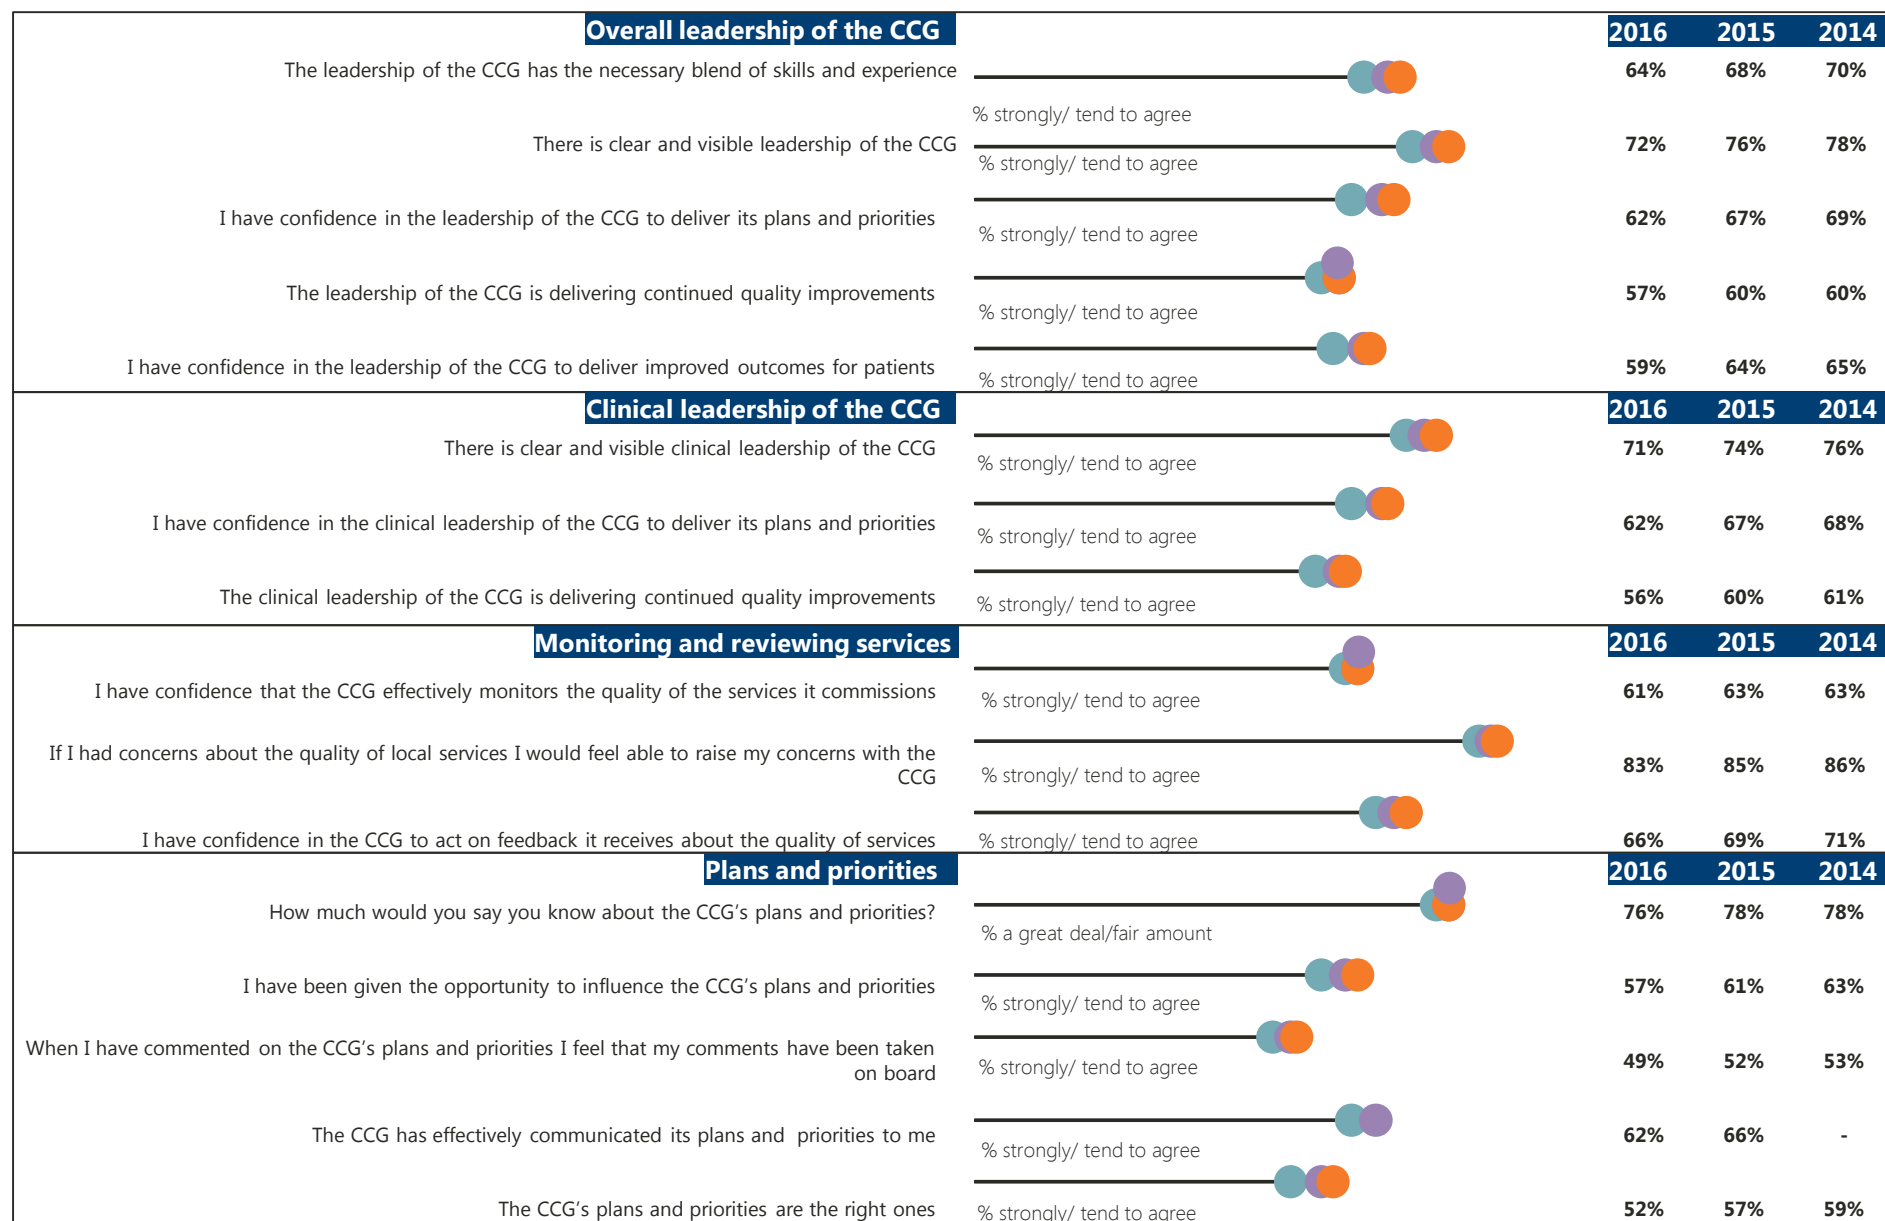 Overall leadership of the CCG 2016 2015 2014
The leadership of the CCG has the necessary blend of skills and experience 64% 68% 70%
% strongly/ tend to agree
There is clear and visible leadership of the CCG 72% 76% 78%
% strongly/ tend to agree
I have confidence in the leadership of the CCG to deliver its plans and priorities 62% 67% 69%
% strongly/ tend to agree
The leadership of the CCG is delivering continued quality improvements 57% 60% 60%
% strongly/ tend to agree
I have confidence in the leadership of the CCG to deliver improved outcomes for patients 59% 64% 65%
% strongly/ tend to agree
Clinical leadership of the CCG 2016 2015 2014
There is clear and visible clinical leadership of the CCG 71% 74% 76%
% strongly/ tend to agree
I have confidence in the clinical leadership of the CCG to deliver its plans and priorities 62% 67% 68%
% strongly/ tend to agree
The clinical leadership of the CCG is delivering continued quality improvements 56% 60% 61%
% strongly/ tend to agree
Monitoring and reviewing services 2016 2015 2014
I have confidence that the CCG effectively monitors the quality of the services it commissions 61% 63% 63%
% strongly/ tend to agree
If I had concerns about the quality of local services I would feel able to raise my concerns with the
CCG 83% 85% 86%
% strongly/ tend to agree
I have confidence in the CCG to act on feedback it receives about the quality of services 66% 69% 71%
% strongly/ tend to agree
Plans and priorities 2016 2015 2014
How much would you say you know about the CCG's plans and priorities? 76% 78% 78%
% a great deal/fair amount
I have been given the opportunity to influence the CCG's plans and priorities 57% 61% 63%
% strongly/ tend to agree
When I have commented on the CCG's plans and priorities I feel that my comments have been taken
on board 49% 52% 53%
% strongly/ tend to agree
The CCG has effectively communicated its plans and priorities to me 62% 66% -
% strongly/ tend to agree
The CCG's plans and priorities are the right ones 52% 57% 59%
% strongly/ tend to agree